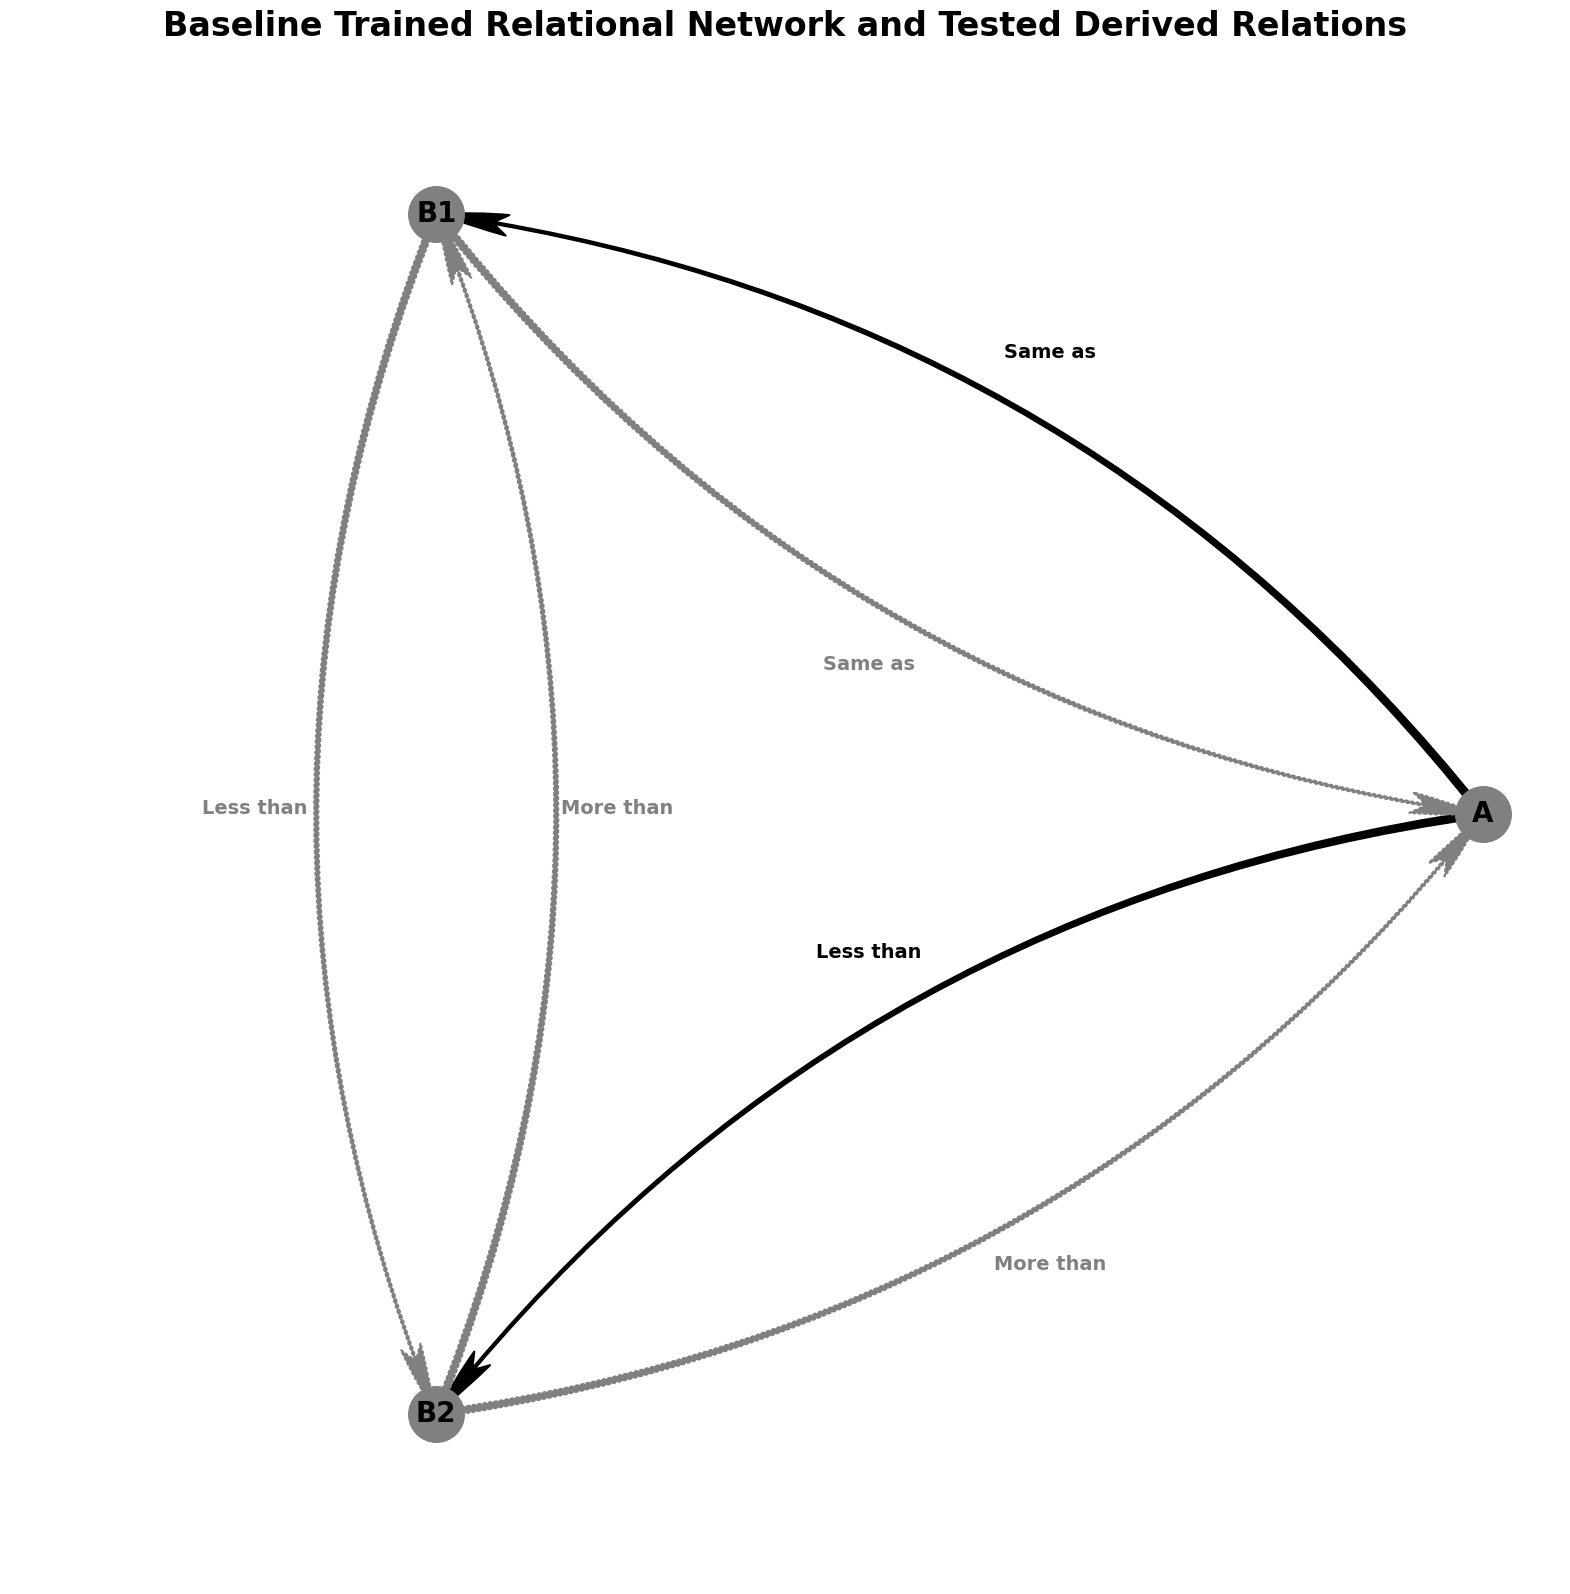 Baseline Trained Relational Network and Tested Derived Relations
B1
Same as
Same as
Less than
More than
A
Less than
More than
B2